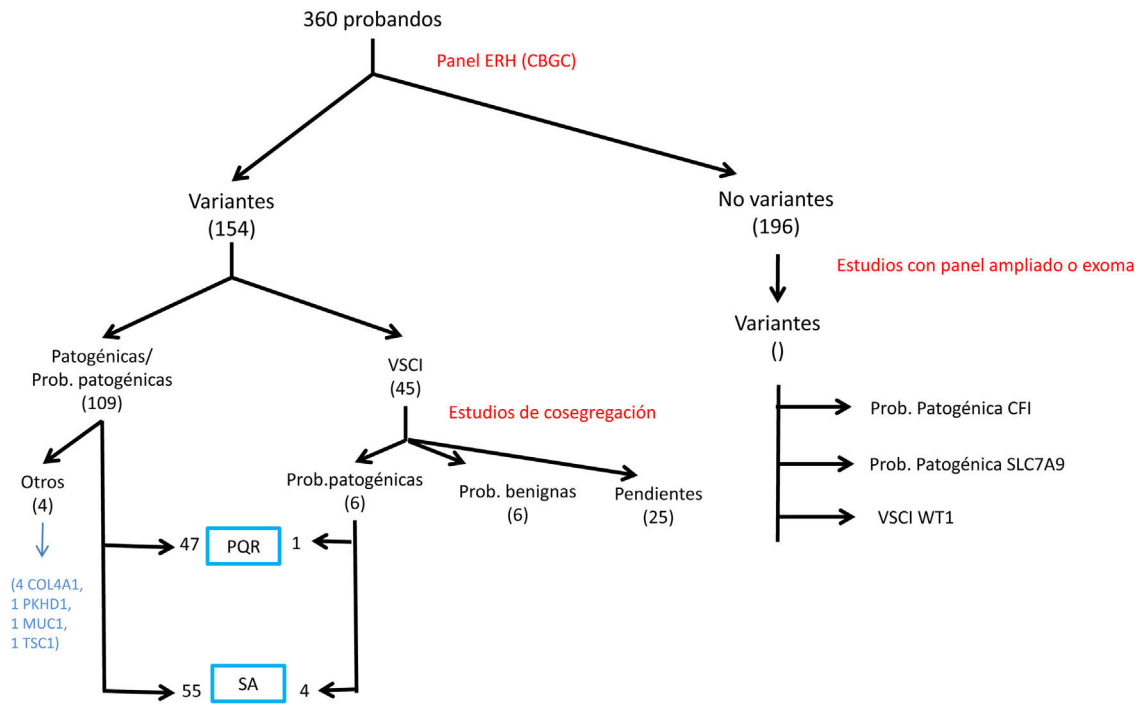 360 probandos
Panel ERH (CBGC)
Variantes
(154)
No variantes
(196)
Estudios con panel ampliado o exoma
Variantes
()
Patogénicas/
Prob. patogénicas
(109)
VSCI
(45)
Estudios de cosegregación
Prob. Patogénica CFI
Prob. Patogénica SLC7A9
VSCI WT1
Otros
(4)
Prob.patogénicas
(6)
Prob. benignas
(6)
Pendientes
(25)
47 PQR 1
(4 COL4A1,
1 PKHD1,
1 MUC1,
1 TSC1)
55 SA 4